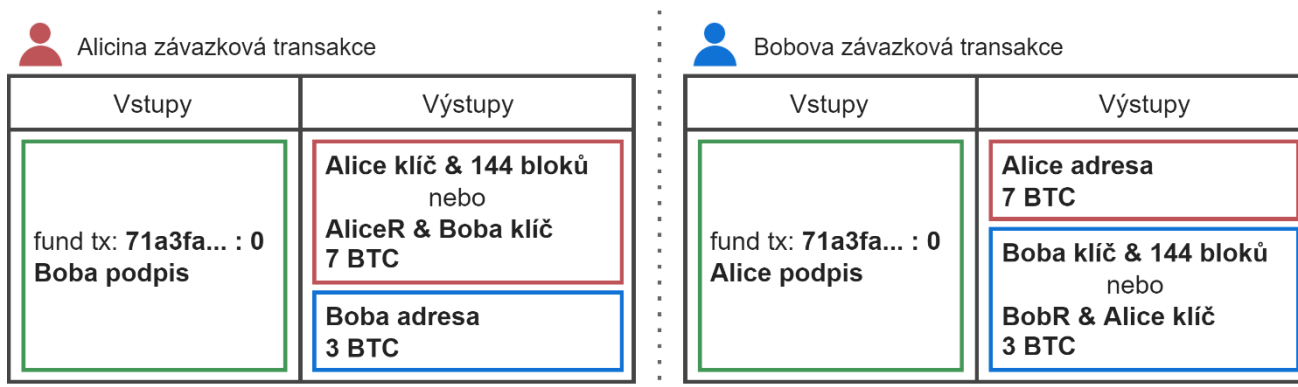 Alicina závazková transakce
Vstupy
Výstupy
fund tx: 71a3fa... : 0
Boba podpis
Alice klíč & 144 bloků
nebo
AliceR & Boba klíč
7 BTC
Boba adresa
3 BTC
Bobova závazková transakce
Vstupy
Výstupy
fund tx: 71a3fa... : 0
Alice podpis
Alice adresa
7 BTC
Boba klíč & 144 bloků
nebo
BobR & Alice klíč
3 BTC